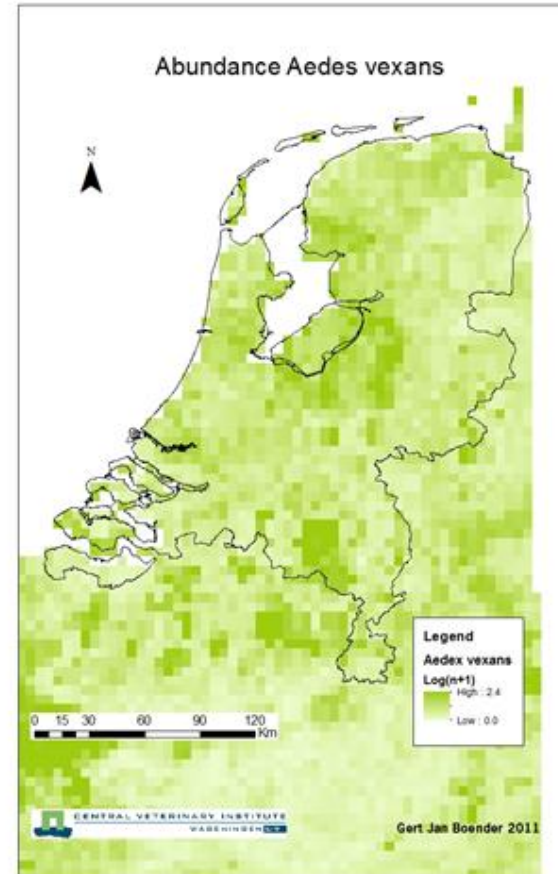 Abundance Aedes vexans
N
Legend
Aedex vexans
Log(n+1)
High : 2.4
Low : 0.0
0 15 30 60 90 120
Km
CENTRAL VETERINARY INSTITUTE
WAGENINGEN UR
Gert Jan Boender 2011